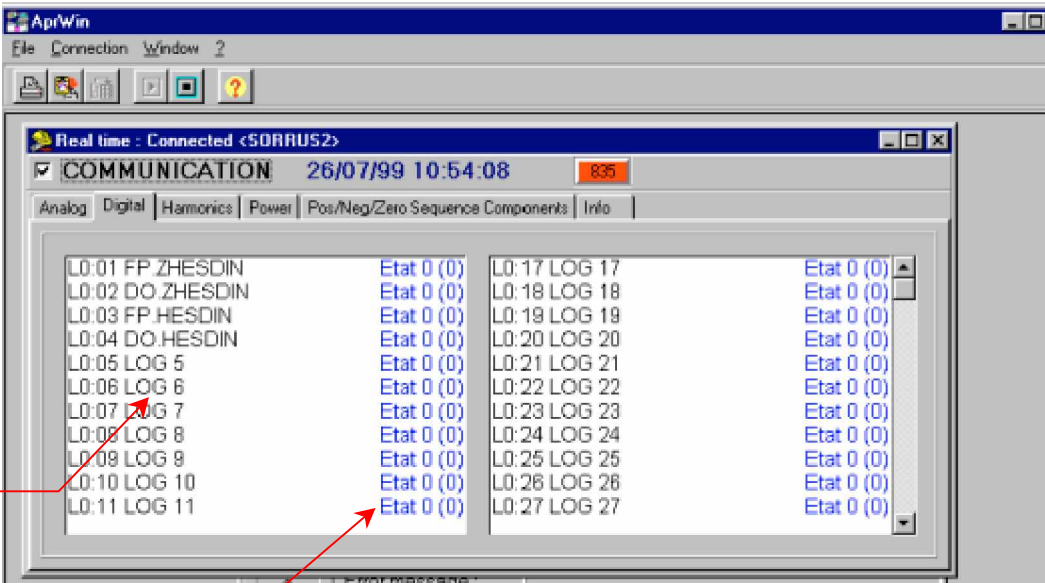 AprWin
File Connection Window ?
Real time : Connected <SORRUS2>
COMMUNICATION 26/07/99 10:54:08 835
Analog Digital Harmonics Power Pos/Neg/Zero Sequence Components Info
L0:01 FP.ZHESDIN Etat 0 (0) L0:17 LOG 17 Etat 0 (0)
L0:02 DO.ZHESDIN Etat 0 (0) L0:18 LOG 18 Etat 0 (0)
L0:03 FP.HESDIN Etat 0 (0) L0:19 LOG 19 Etat 0 (0)
L0:04 DO.HESDIN Etat 0 (0) L0:20 LOG 20 Etat 0 (0)
L0:05 LOG 5 Etat 0 (0) L0:21 LOG 21 Etat 0 (0)
L0:06 LOG 6 Etat 0 (0) L0:22 LOG 22 Etat 0 (0)
L0:07 LOG 7 Etat 0 (0) L0:23 LOG 23 Etat 0 (0)
L0:08 LOG 8 Etat 0 (0) L0:24 LOG 24 Etat 0 (0)
L0:09 LOG 9 Etat 0 (0) L0:25 LOG 25 Etat 0 (0)
L0:10 LOG 10 Etat 0 (0) L0:26 LOG 26 Etat 0 (0)
L0:11 LOG 11 Etat 0 (0) L0:27 LOG 27 Etat 0 (0)
Error message :